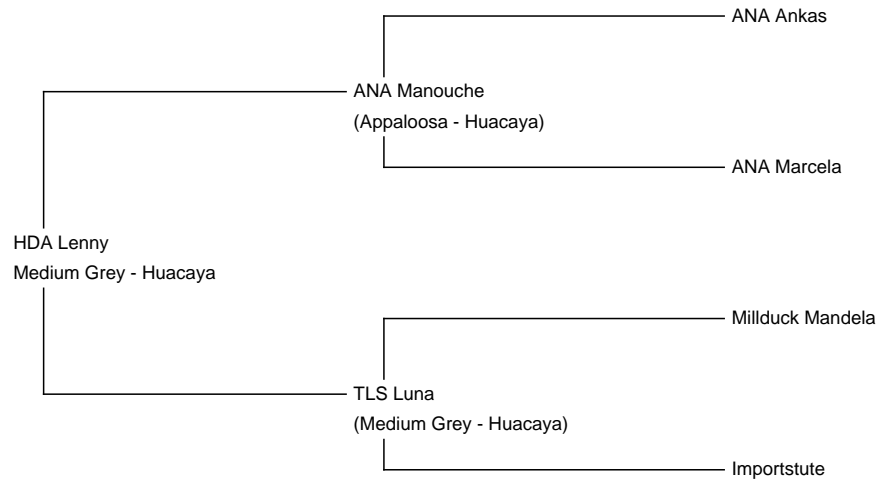 ANA Ankas
ANA Manouche
(Appaloosa - Huacaya)
ANA Marcela
HDA Lenny
Medium Grey - Huacaya
Millduck Mandela
TLS Luna
(Medium Grey - Huacaya)
Importstute